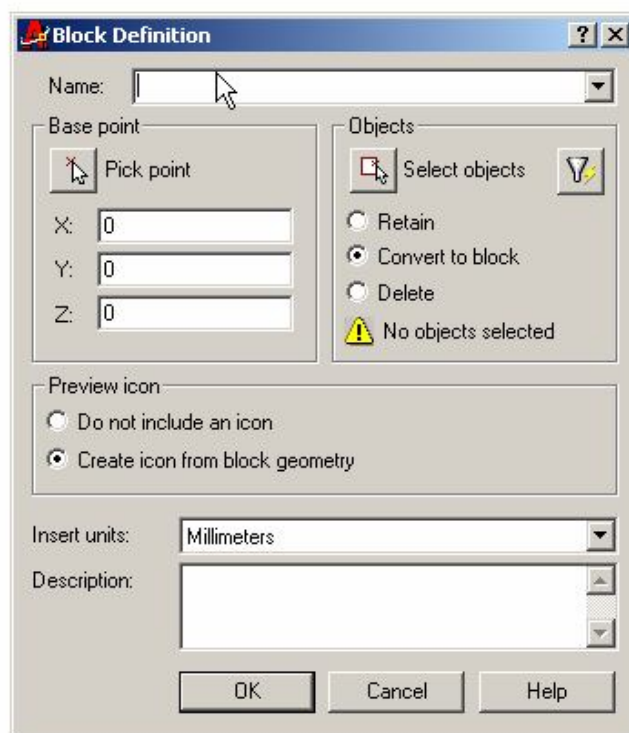 Block Definition
Name:
Base point
Pick point
X: 0
Y: 0
Z: 0
Objects
Select objects
Retain
Convert to block
Delete
No objects selected
Preview icon
Do not include an icon
Create icon from block geometry
Insert units: Millimeters
Description:
OK Cancel Help